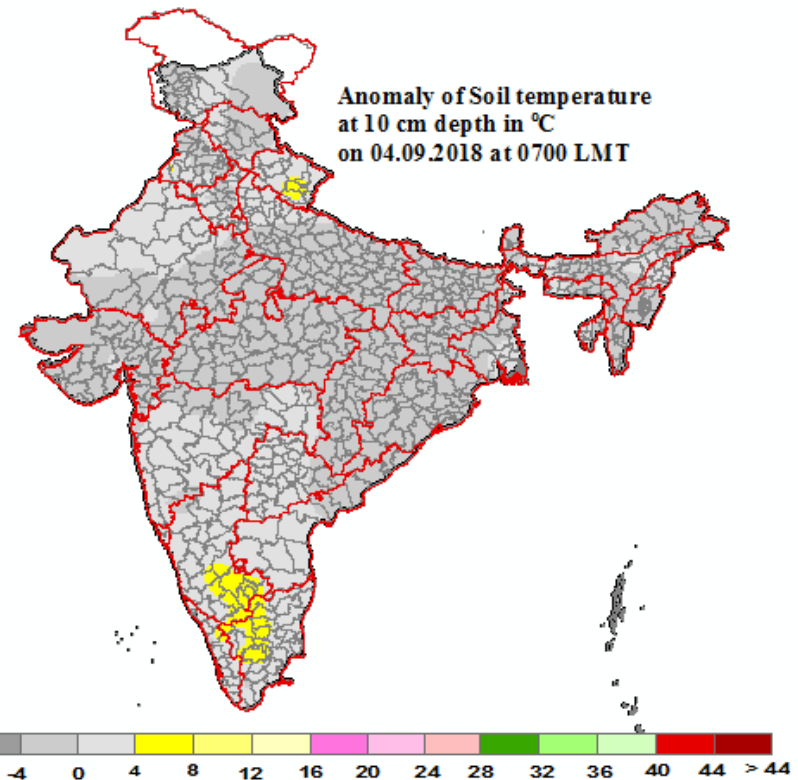 Anomaly of Soil temperature
at 10 cm depth in ⁰C
on 04.09.2018 at 0700 LMT
-4 0 4 8 12 16 20 24 28 32 36 40 44 > 44